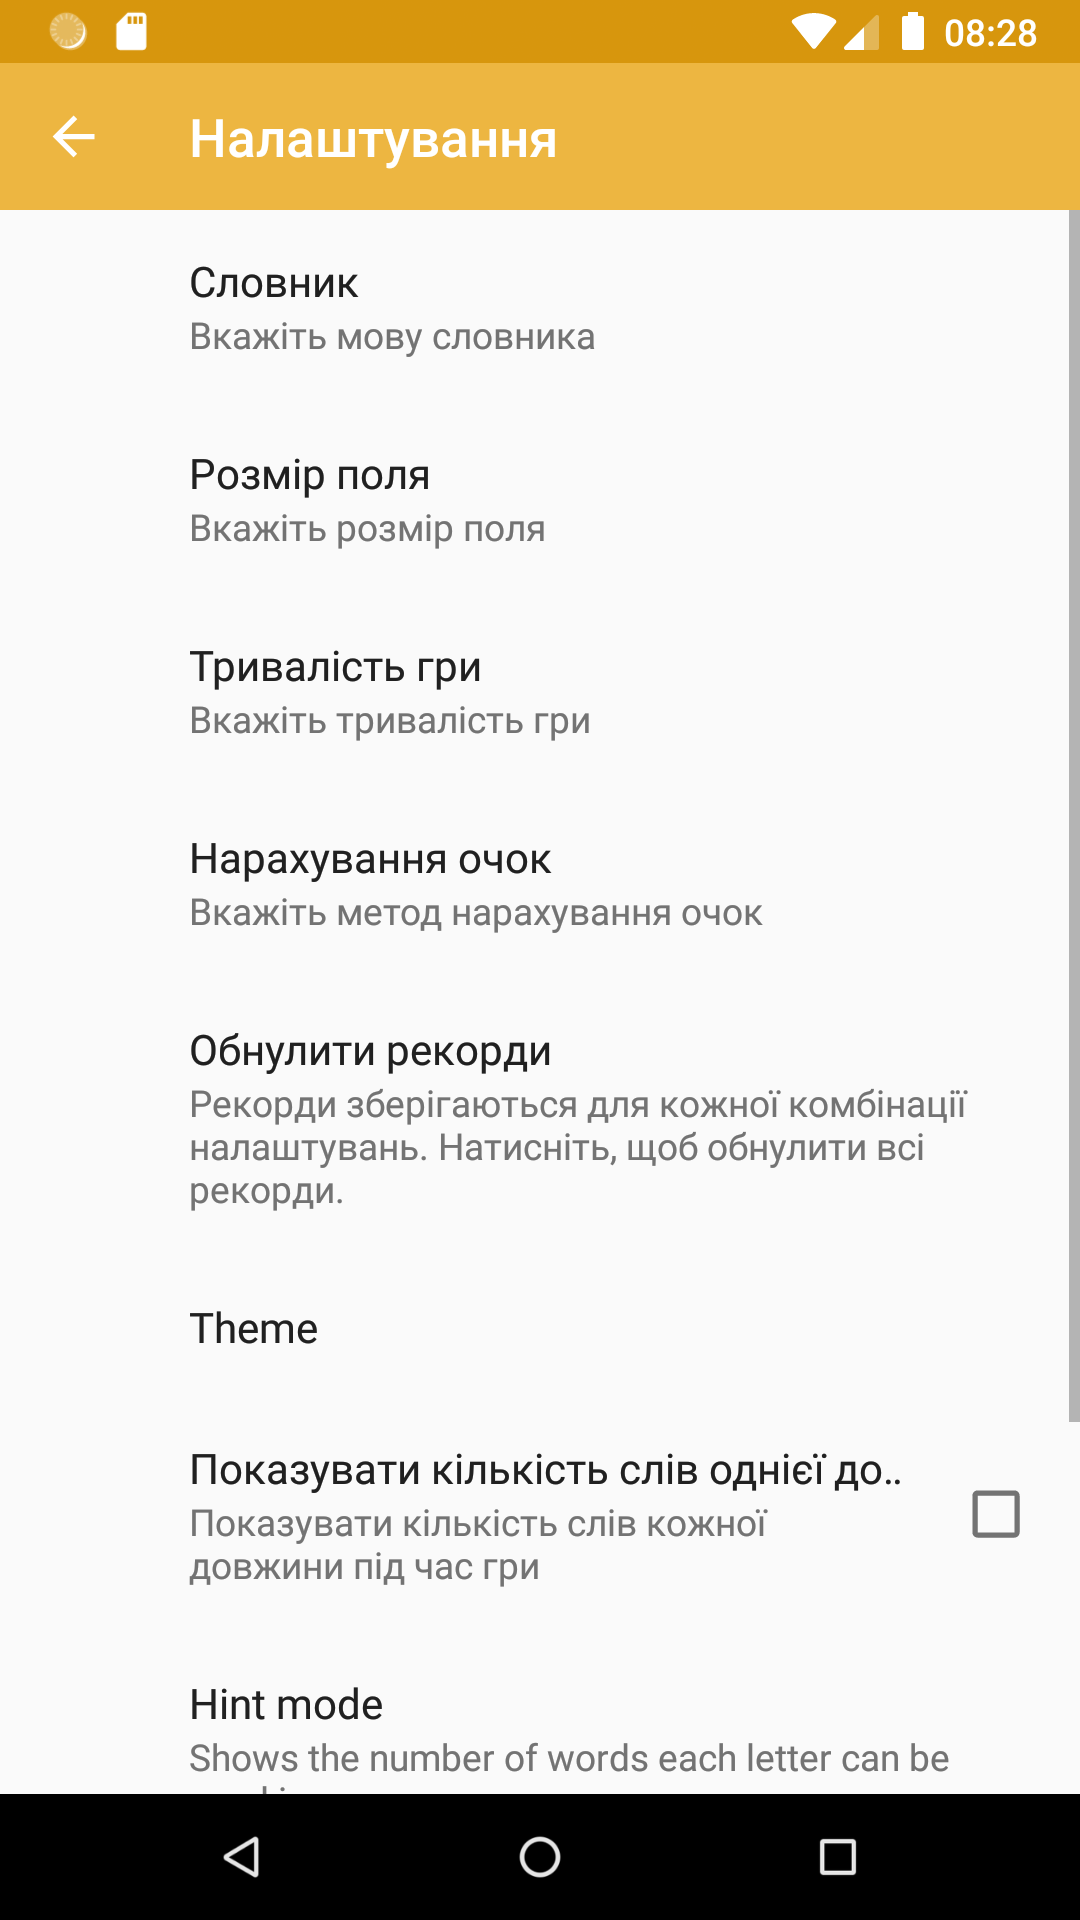 08:28
Налаштування
Словник
Вкажіть мову словника
Розмір поля
Вкажіть розмір поля
Тривалість гри
Вкажіть тривалість гри
Нарахування очок
Вкажіть метод нарахування очок
Обнулити рекорди
Рекорди зберігаються для кожної комбінації
налаштувань. Натисніть, щоб обнулити всі
рекорди.
Theme
Показувати кількість слів однієї до..
Показувати кількість слів кожної
довжини під час гри
Hint mode
Shows the number of words each letter can be